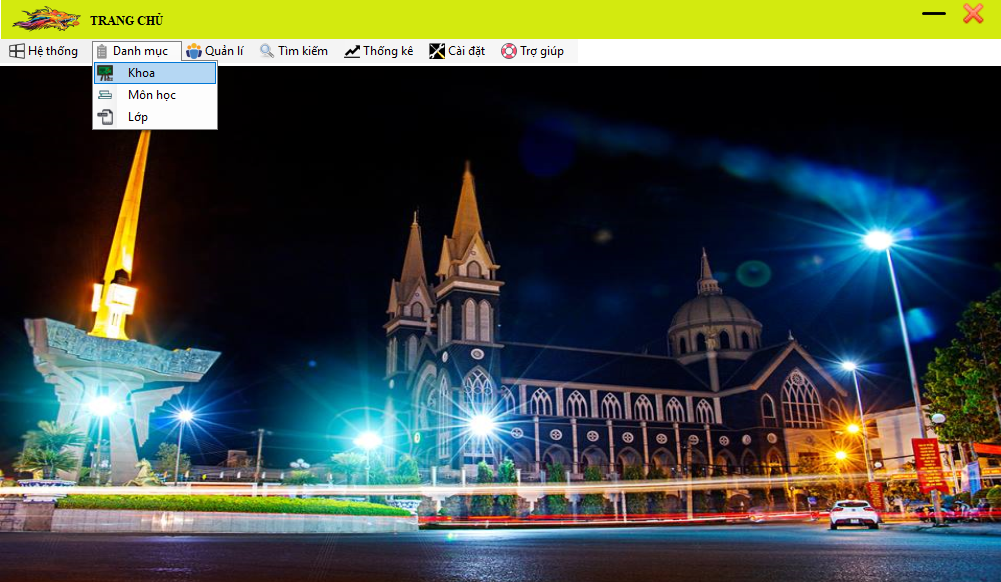 TRANG CHỦ
Hệ thống Danh mục Quản lí Tìm kiếm Thống kê Cài đặt Trợ giúp
Khoa
Môn học
Lớp